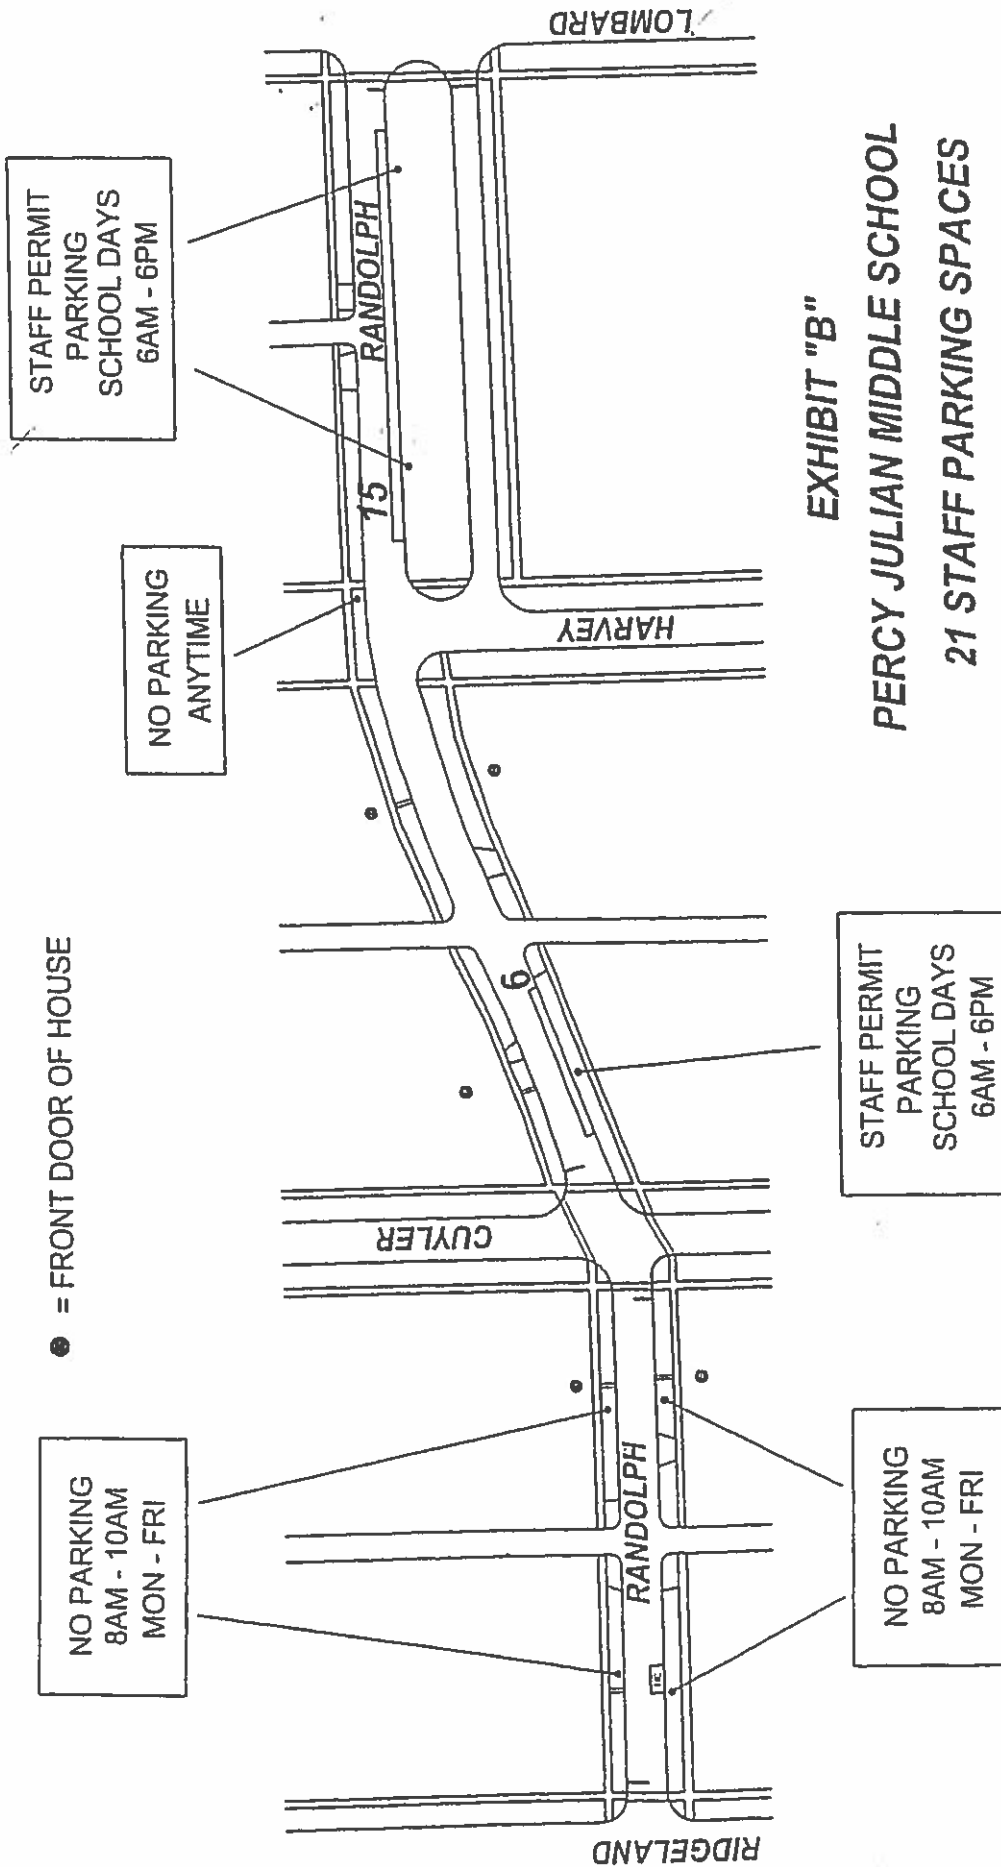 = FRONT DOOR OF HOUSE
NO PARKING
8AM - 10AM
MON - FRI
NO PARKING
ANYTIME
STAFF PERMIT
PARKING
SCHOOL DAYS
6AM - 6PM
RIDGELAND
RANDOLPH
CUYLER
6
HARVEY
15
RANDOLPH
LOMBARD
HC
NO PARKING
8AM - 10AM
MON - FRI
STAFF PERMIT
PARKING
SCHOOL DAYS
6AM - 6PM
EXHIBIT "B"
PERCY JULIAN MIDDLE SCHOOL
21 STAFF PARKING SPACES